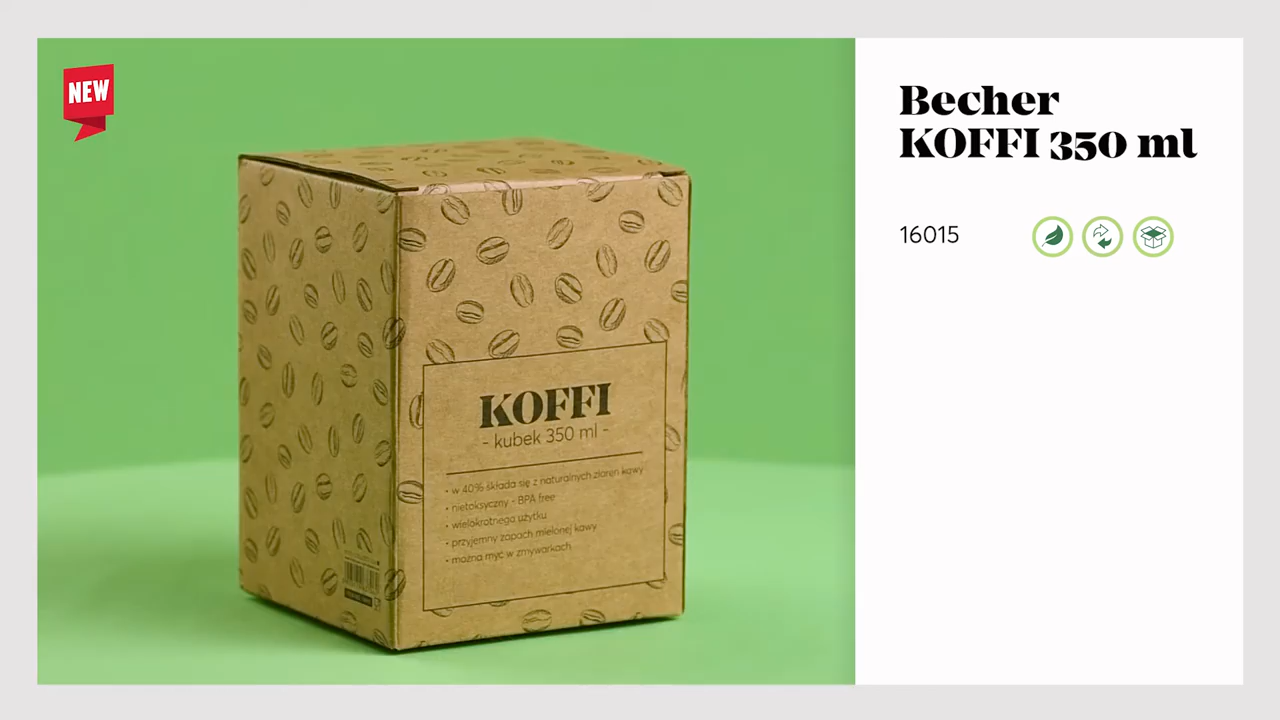 NEW
Becher
KOFFI 350 ml
16015
KOFFI
- kubek 350 ml -
• w 40% składa się z naturalnych ziaren kawy
• nietoksyczny - BPA free
• wielokrotnego użytku
• przyjemny zapach mielonej kawy
• można myć w zmywarkach